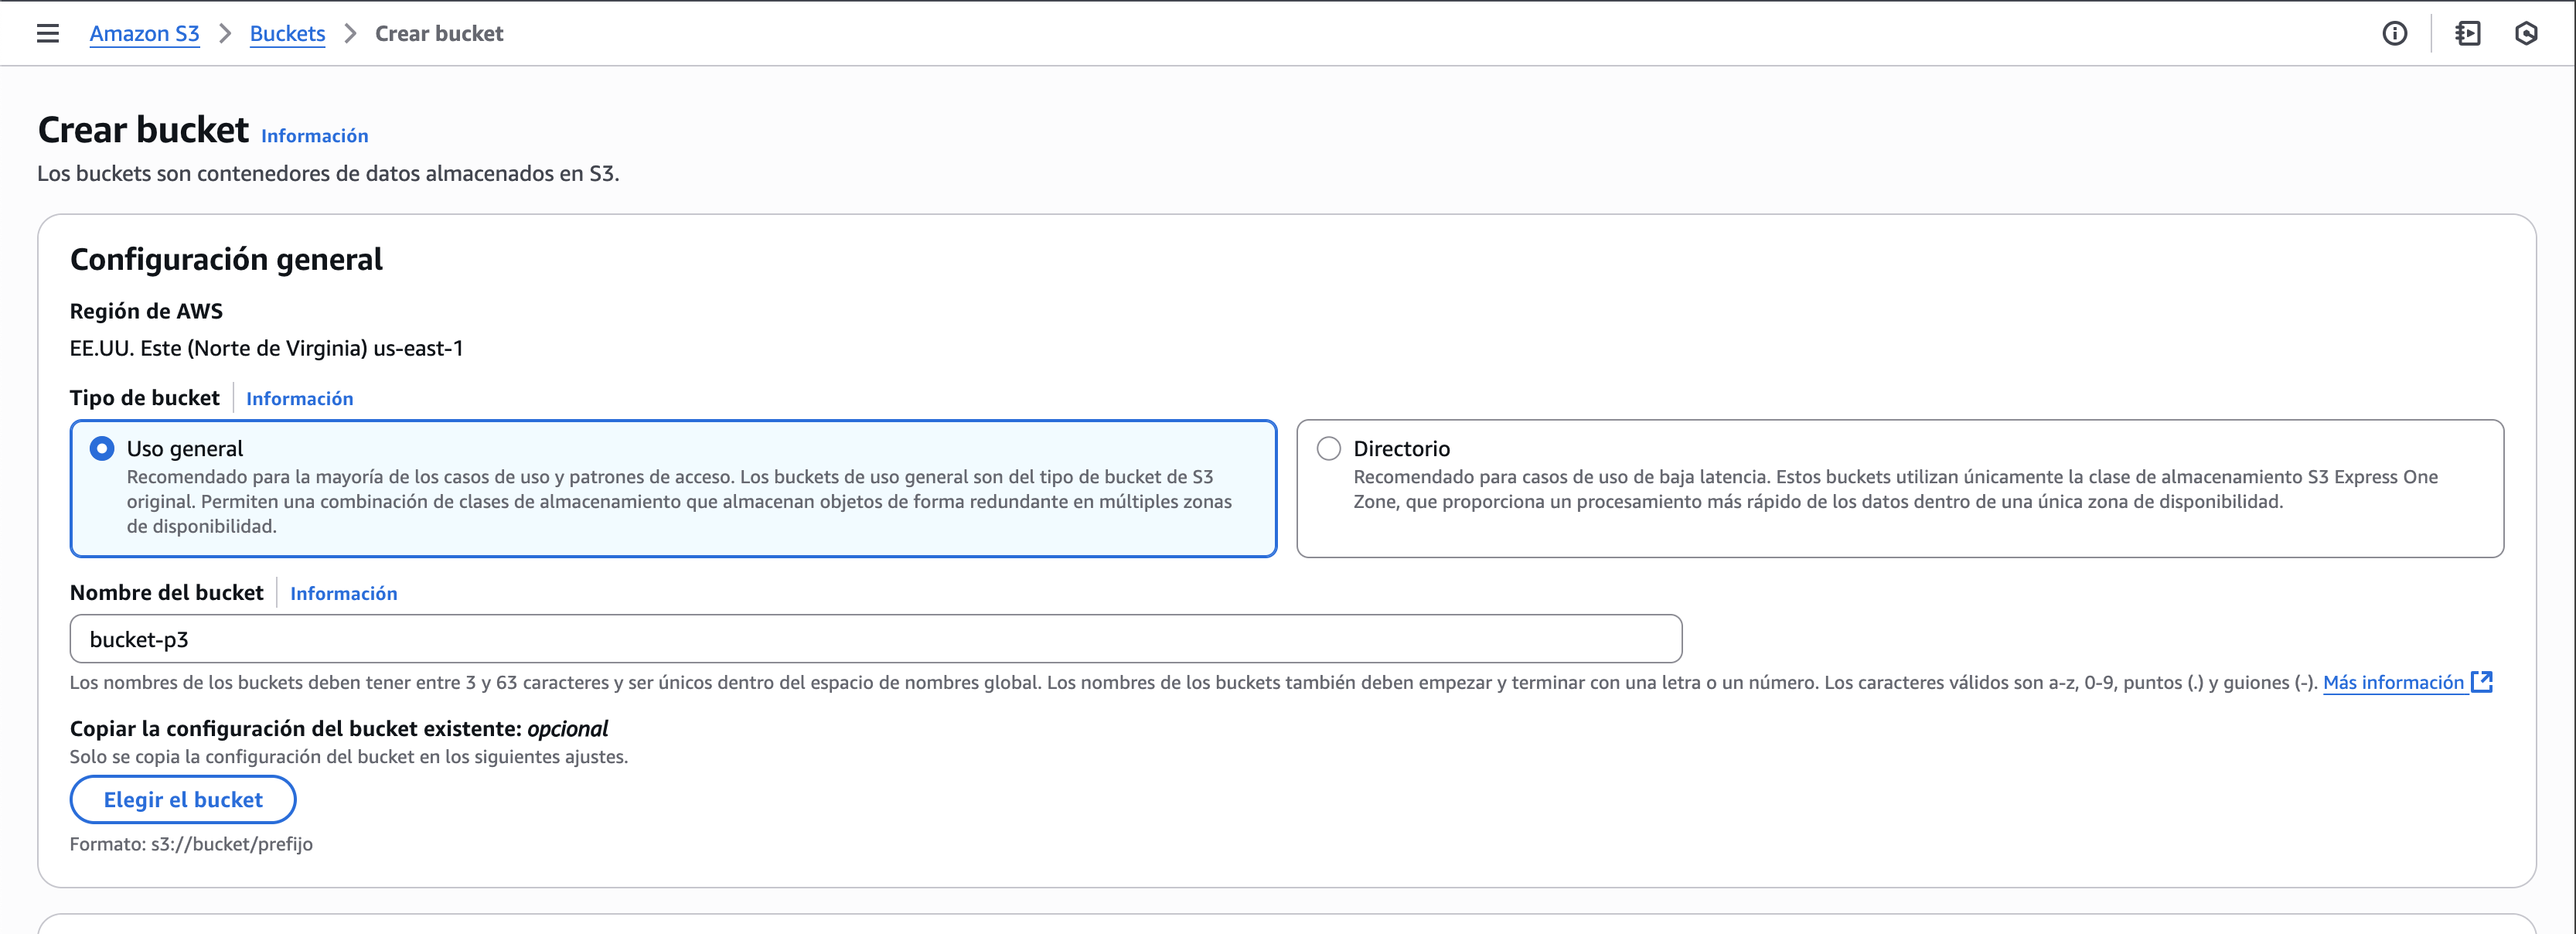 Amazon S3 > Buckets > Crear bucket
Crear bucket Información
Los buckets son contenedores de datos almacenados en S3.
Configuración general
Región de AWS
EE.UU. Este (Norte de Virginia) us-east-1
Tipo de bucket Información
Uso general
Recomendado para la mayoría de los casos de uso y patrones de acceso. Los buckets de uso general son del tipo de bucket de S3
original. Permiten una combinación de clases de almacenamiento que almacenan objetos de forma redundante en múltiples zonas
de disponibilidad.
Directorio
Recomendado para casos de uso de baja latencia. Estos buckets utilizan únicamente la clase de almacenamiento S3 Express One
Zone, que proporciona un procesamiento más rápido de los datos dentro de una única zona de disponibilidad.
Nombre del bucket Información
bucket-p3
Los nombres de los buckets deben tener entre 3 y 63 caracteres y ser únicos dentro del espacio de nombres global. Los nombres de los buckets también deben empezar y terminar con una letra o un número. Los caracteres válidos son a-z, 0-9, puntos (.) y guiones (-). Más información
Copiar la configuración del bucket existente: opcional
Solo se copia la configuración del bucket en los siguientes ajustes.
Elegir el bucket
Formato: s3://bucket/prefijo